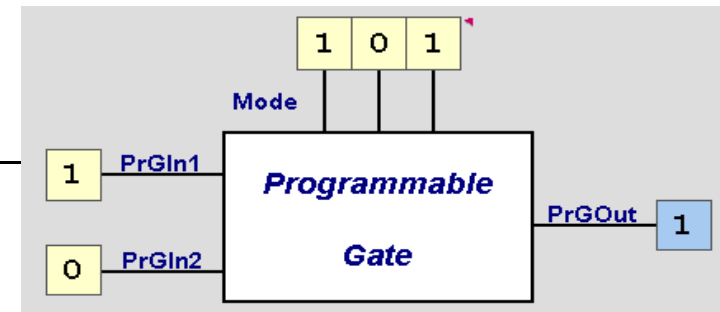 1 0 1
Mode
1 PrGIn1
Programmable
PrGOut 1
Gate
0 PrGIn2